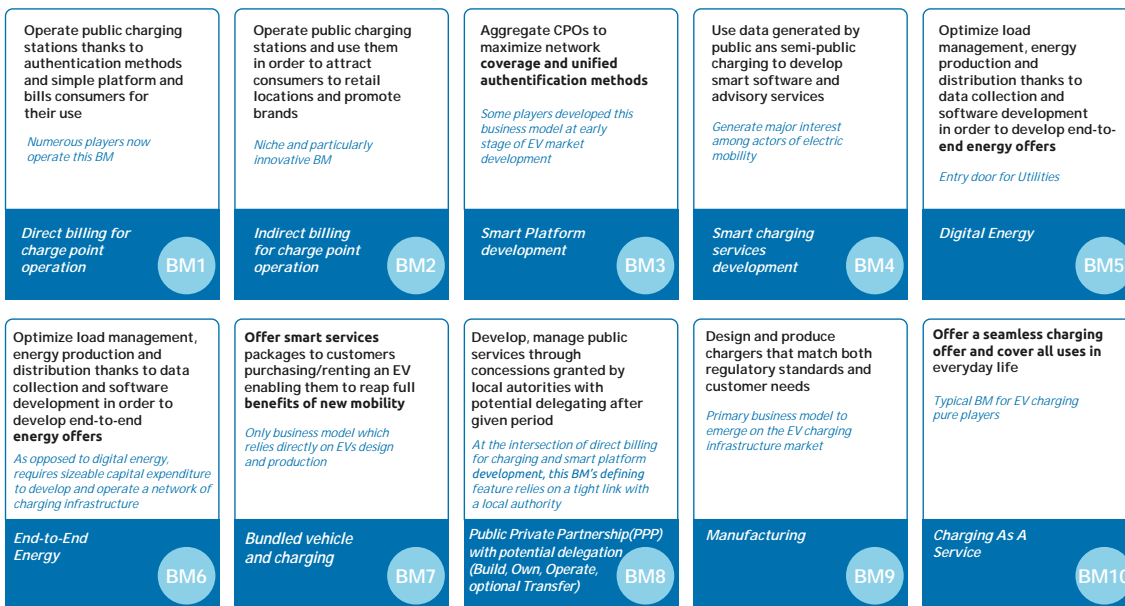 Operate public charging
stations thanks to
authentication methods
and simple platform and
bills consumers for
their use
Numerous players now
operate this BM
Direct billing for
charge point
operation
BM1
Operate public charging
stations and use them
in order to attract
consumers to retail
locations and promote
brands
Niche and particularly
innovative BM
Indirect billing
for charge point
operation
BM2
Aggregate CPOs to
maximize network
coverage and unified
authentification methods
Some players developed this
business model at early
stage of EV market
development
Smart Platform
development
BM3
Use data generated by
public ans semi-public
charging to develop
smart software and
advisory services
Generate major interest
among actors of electric
mobility
Smart charging
services
development
BM4
Optimize load
management, energy
production and
distribution thanks to
data collection and
software development
in order to develop end-to-
end energy offers
Entry door for Utilities
Digital Energy
BM5
Optimize load management,
energy production and
distribution thanks to data
collection and software
development in order to
develop end-to-end
energy offers
As opposed to digital energy,
requires sizeable capital expenditure
to develop and operate a network of
charging infrastructure
End-to-End
Energy
BM6
Offer smart services
packages to customers
purchasing/renting an EV
enabling them to reap full
benefits of new mobility
Only business model which
relies directly on EVs design
and production
Bundled vehicle
and charging
BM7
Develop, manage public
services through
concessions granted by
local autorities with
potential delegating after
given period
At the intersection of direct billing
for charging and smart platform
development, this BM's defining
feature relies on a tight link with
a local authority
Public Private Partnership(PPP)
with potential delegation
(Build, Own, Operate,
optional Transfer)
BM8
Design and produce
chargers that match both
regulatory standards and
customer needs
Primary business model to
emerge on the EV charging
infrastructure market
Manufacturing
BM9
Offer a seamless charging
offer and cover all uses in
everyday life
Typical BM for EV charging
pure players
Charging As A
Service
BM10